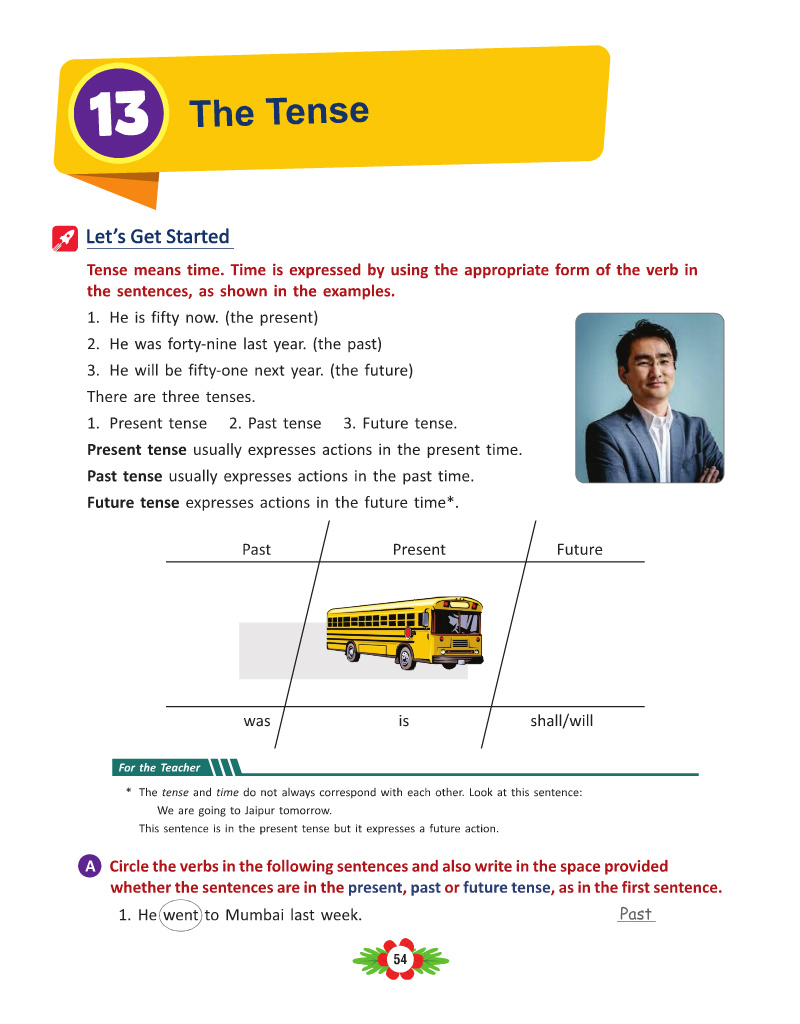 13
The Tense
Let's Get Started
Tense means time. Time is expressed by using the appropriate form of the verb in
the sentences, as shown in the examples.
1. He is fifty now. (the present)
2. He was forty-nine last year. (the past)
3. He will be fifty-one next year. (the future)
There are three tenses.
1. Present tense 2. Past tense 3. Future tense.
Present tense usually expresses actions in the present time.
Past tense usually expresses actions in the past time.
Future tense expresses actions in the future time*.
Past Present Future
was is shall/will
For the Teacher
* The tense and time do not always correspond with each other. Look at this sentence:
We are going to Jaipur tomorrow.
This sentence is in the present tense but it expresses a future action.
A Circle the verbs in the following sentences and also write in the space provided
whether the sentences are in the present, past or future tense, as in the first sentence.
1. He went to Mumbai last week. Past
54